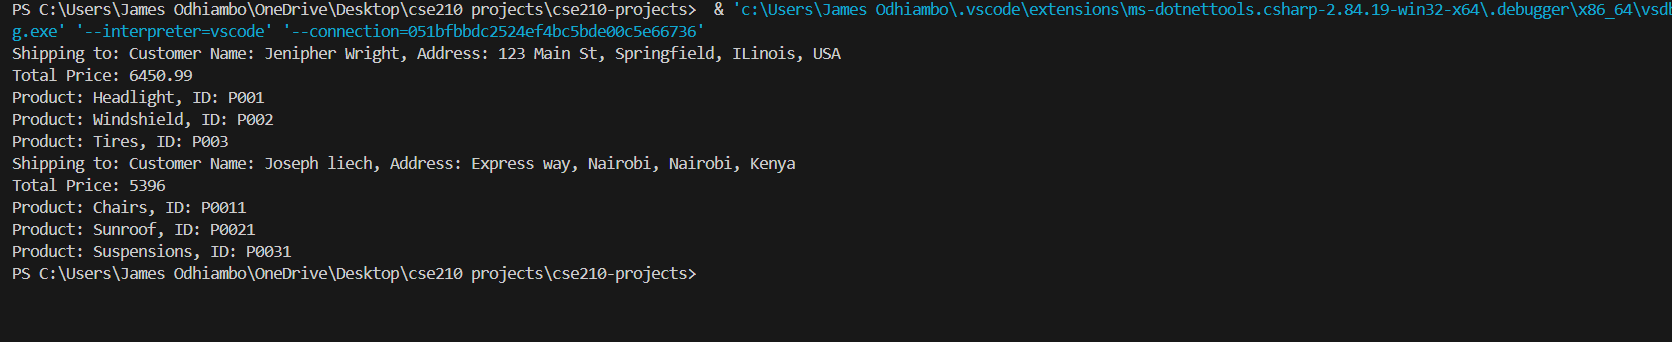 PS C:\Users\James Odhiambo\OneDrive\Desktop\cse210 projects\cse210-projects>  & 'c:\Users\James Odhiambo\.vscode\extensions\ms-dotnettools.csharp-2.84.19-win32-x64\.debugger\x86_64\vsdb
g.exe' '--interpreter=vscode' '--connection=051bfbbdc2524ef4bc5bde00c5e66736'
Shipping to: Customer Name: Jenipher Wright, Address: 123 Main St, Springfield, ILinois, USA
Total Price: 6450.99
Product: Headlight, ID: P001
Product: Windshield, ID: P002
Product: Tires, ID: P003
Shipping to: Customer Name: Joseph liech, Address: Express way, Nairobi, Nairobi, Kenya
Total Price: 5396
Product: Chairs, ID: P0011
Product: Sunroof, ID: P0021
Product: Suspensions, ID: P0031
PS C:\Users\James Odhiambo\OneDrive\Desktop\cse210 projects\cse210-projects>